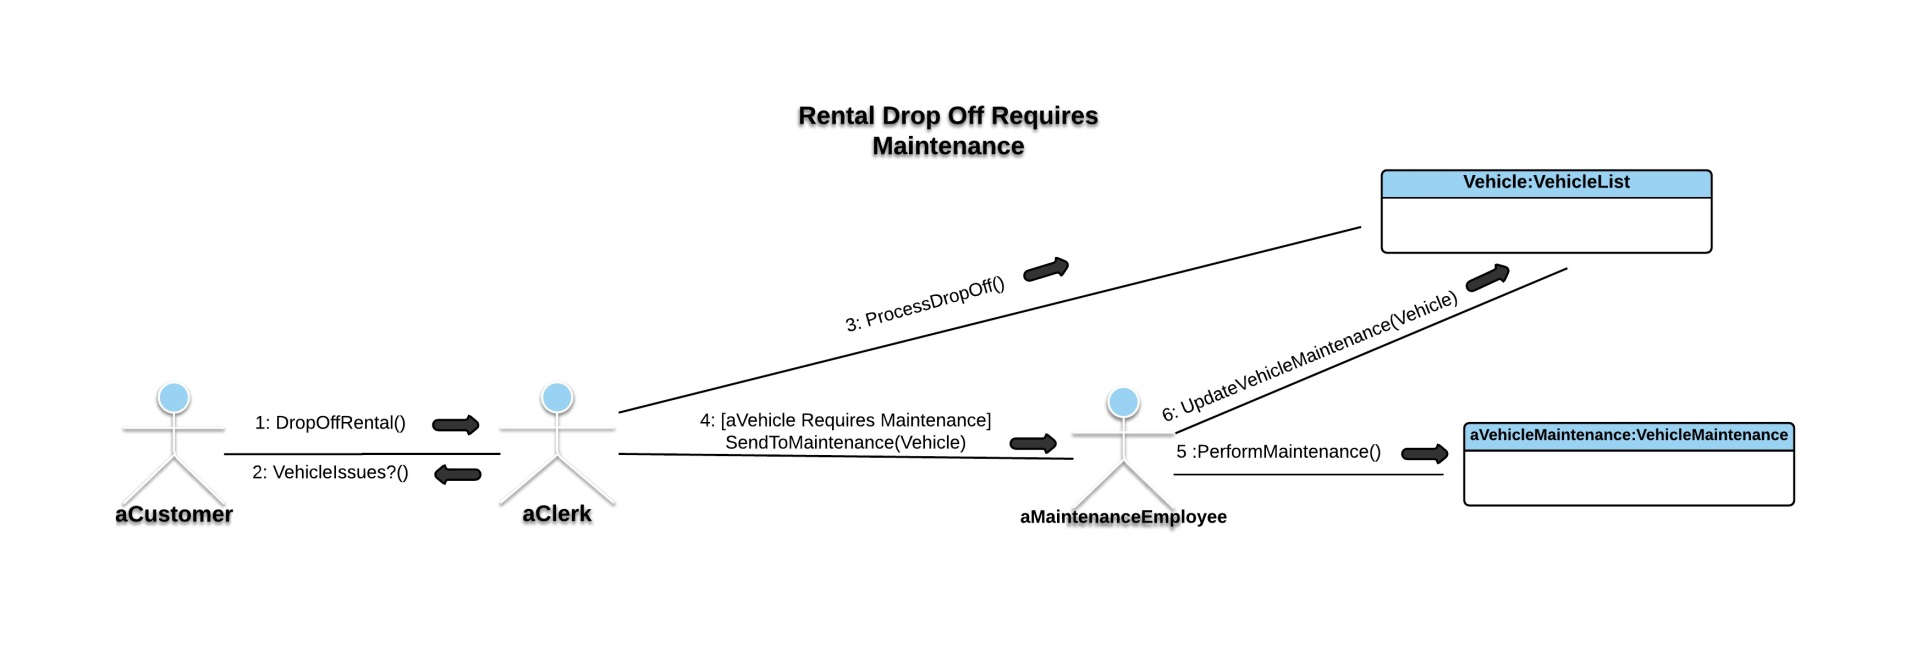 Rental Drop Off Requires
Maintenance
Vehicle:VehicleList
3: ProcessDropOff()
6: UpdateVehicleMaintenance(Vehicle)
1: DropOffRental()
4: [aVehicle Requires Maintenance]
SendToMaintenance(Vehicle)
aVehicleMaintenance:VehicleMaintenance
5 :PerformMaintenance()
2: VehicleIssues?()
aCustomer
aClerk
aMaintenanceEmployee